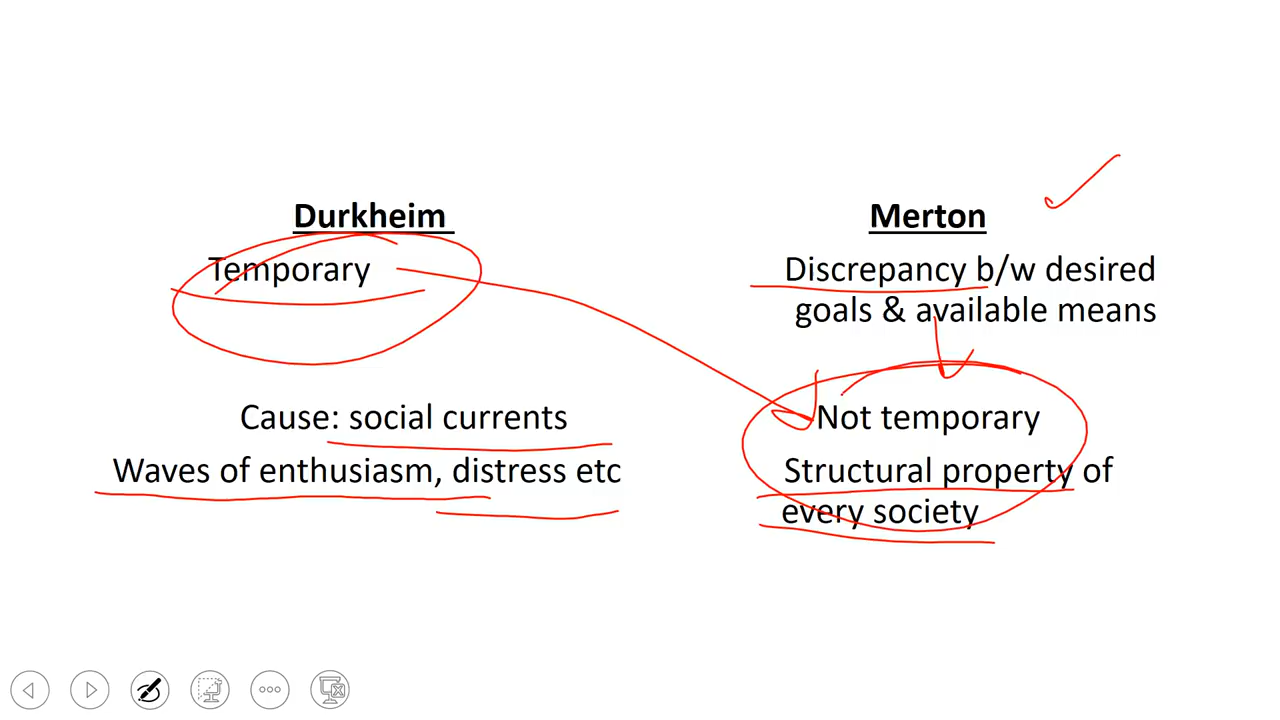 Durkheim
Temporary
Cause: social currents
Waves of enthusiasm, distress etc
Merton
Discrepancy b/w desired
goals & available means
Not temporary
Structural property of
every society